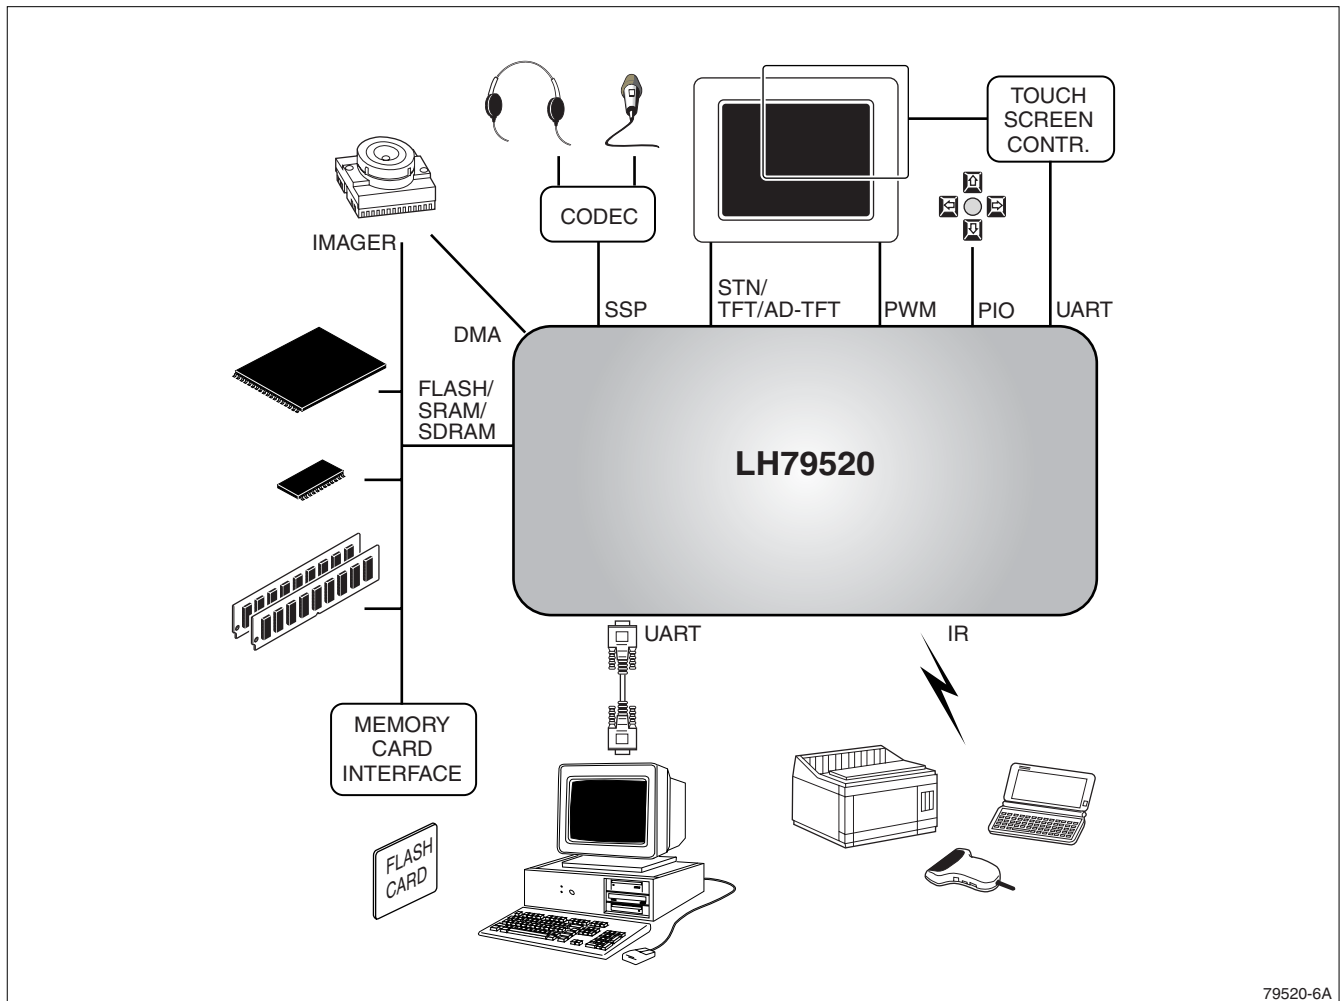 TOUCH
SCREEN
CONTR.
CODEC
IMAGER
STN/
TFT/AD-TFT
SSP
PWM
PIO
UART
DMA
FLASH/
SRAM/
SDRAM
LH79520
UART
IR
MEMORY
CARD
INTERFACE
FLASH
CARD
79520-6A